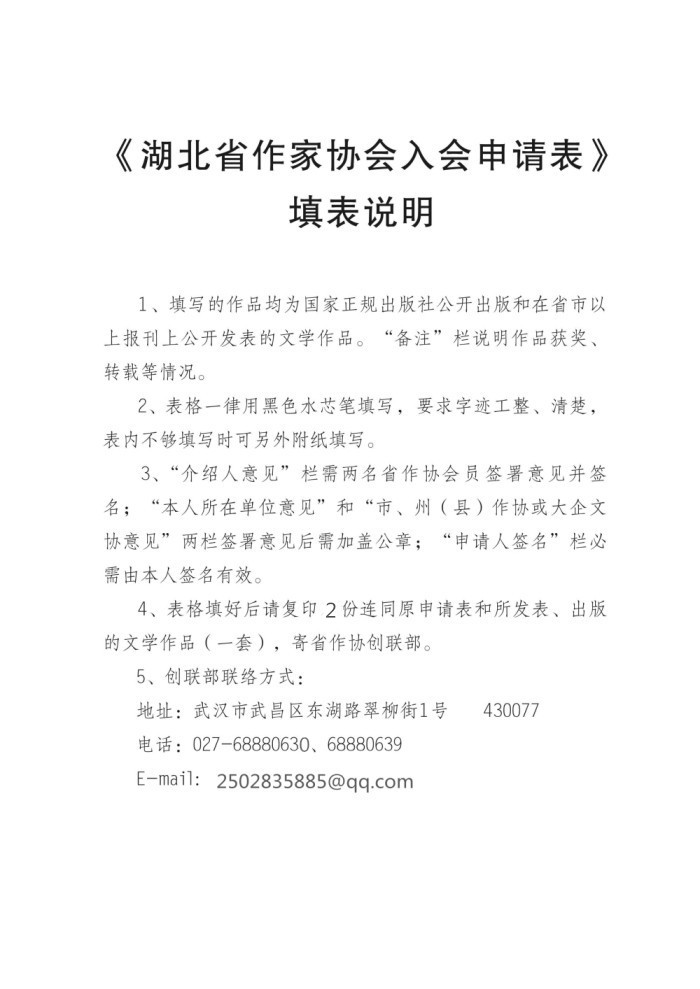 《湖北省作家协会入会申请表》
填表说明
1、填写的作品均为国家正规出版社公开出版和在省市以
上报刊上公开发表的文学作品。“备注”栏说明作品获奖、
转载等情况。
2、表格一律用黑色水芯笔填写，要求字迹工整、清楚，
表内不够填写时可另外附纸填写。
3、“介绍人意见”栏需两名省作协会员签署意见并签
名；“本人所在单位意见”和“市、州（县）作协或大企文
协意见”两栏签署意见后需加盖公章；“申请人签名”栏必
需由本人签名有效。
4、表格填好后请复印 2 份连同原申请表和所发表、出版
的文学作品（一套），寄省作协创联部。
5、创联部联络方式：
地址：武汉市武昌区东湖路翠柳街1号 430077
电话：027-68880630、68880639
E-mail: 2502835885@qq.com